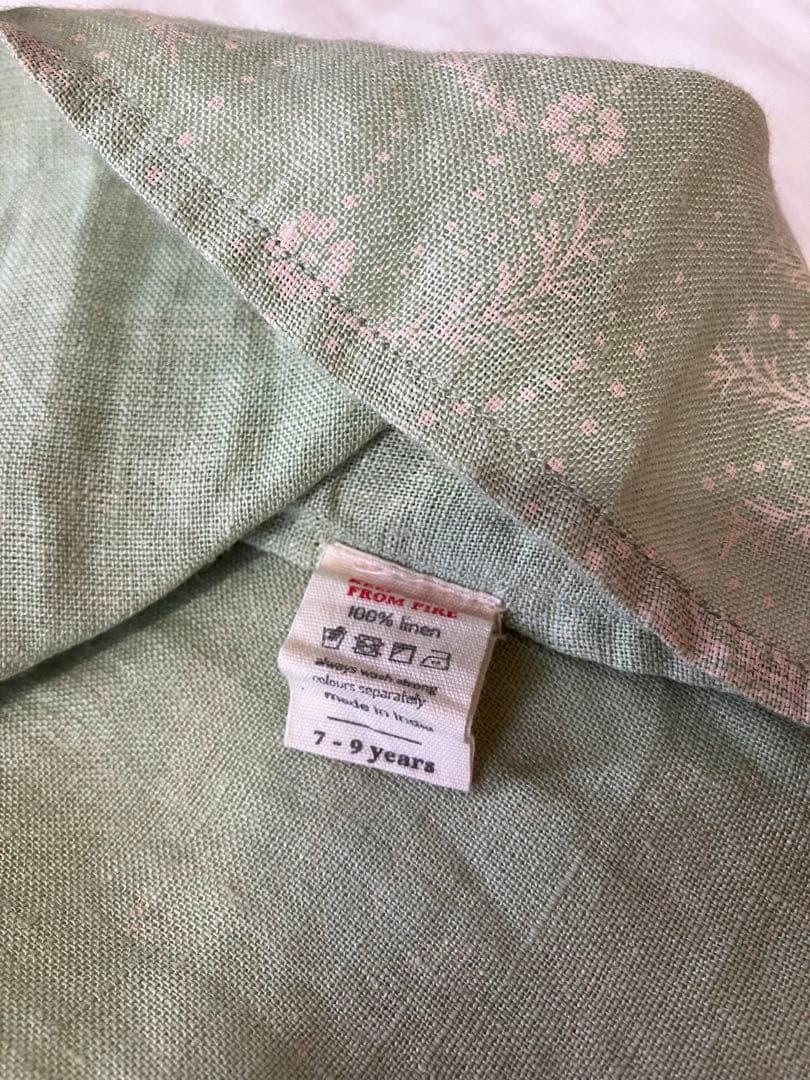 FROM FIRE
100% linen
always wash strong
colours separately
made in India
7 - 9 years